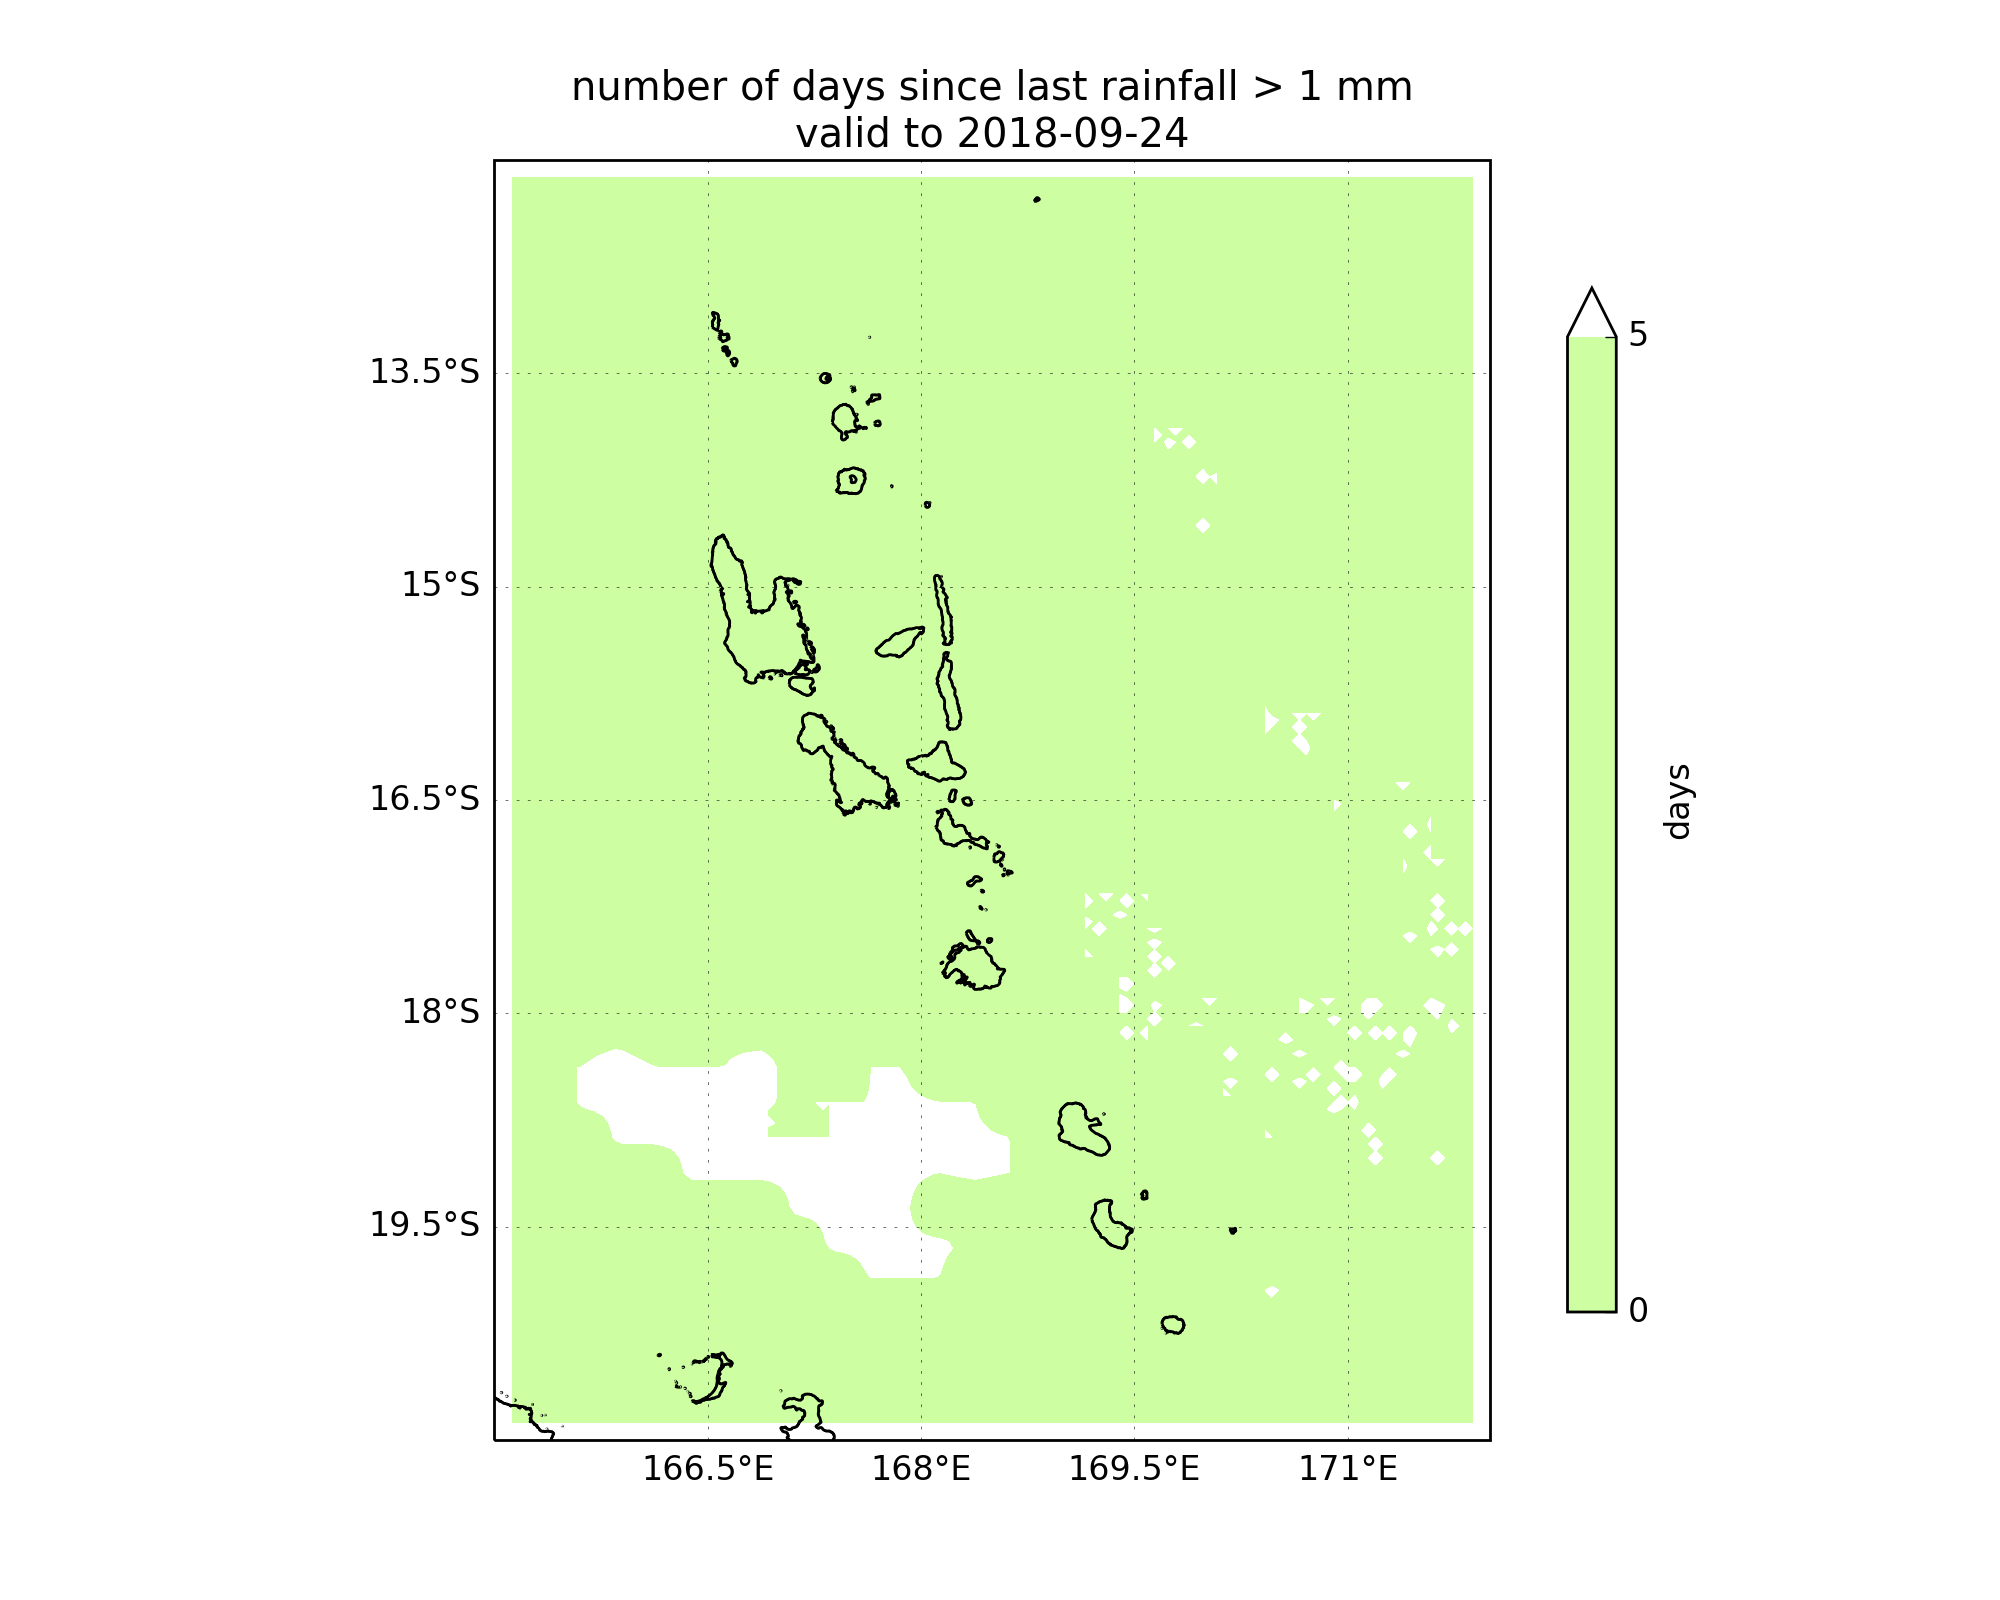 number of days since last rainfall > 1 mm
valid to 2018-09-24
13.5°S
15°S
16.5°S
18°S
19.5°S
166.5°E
168°E
169.5°E
171°E
5
0
days